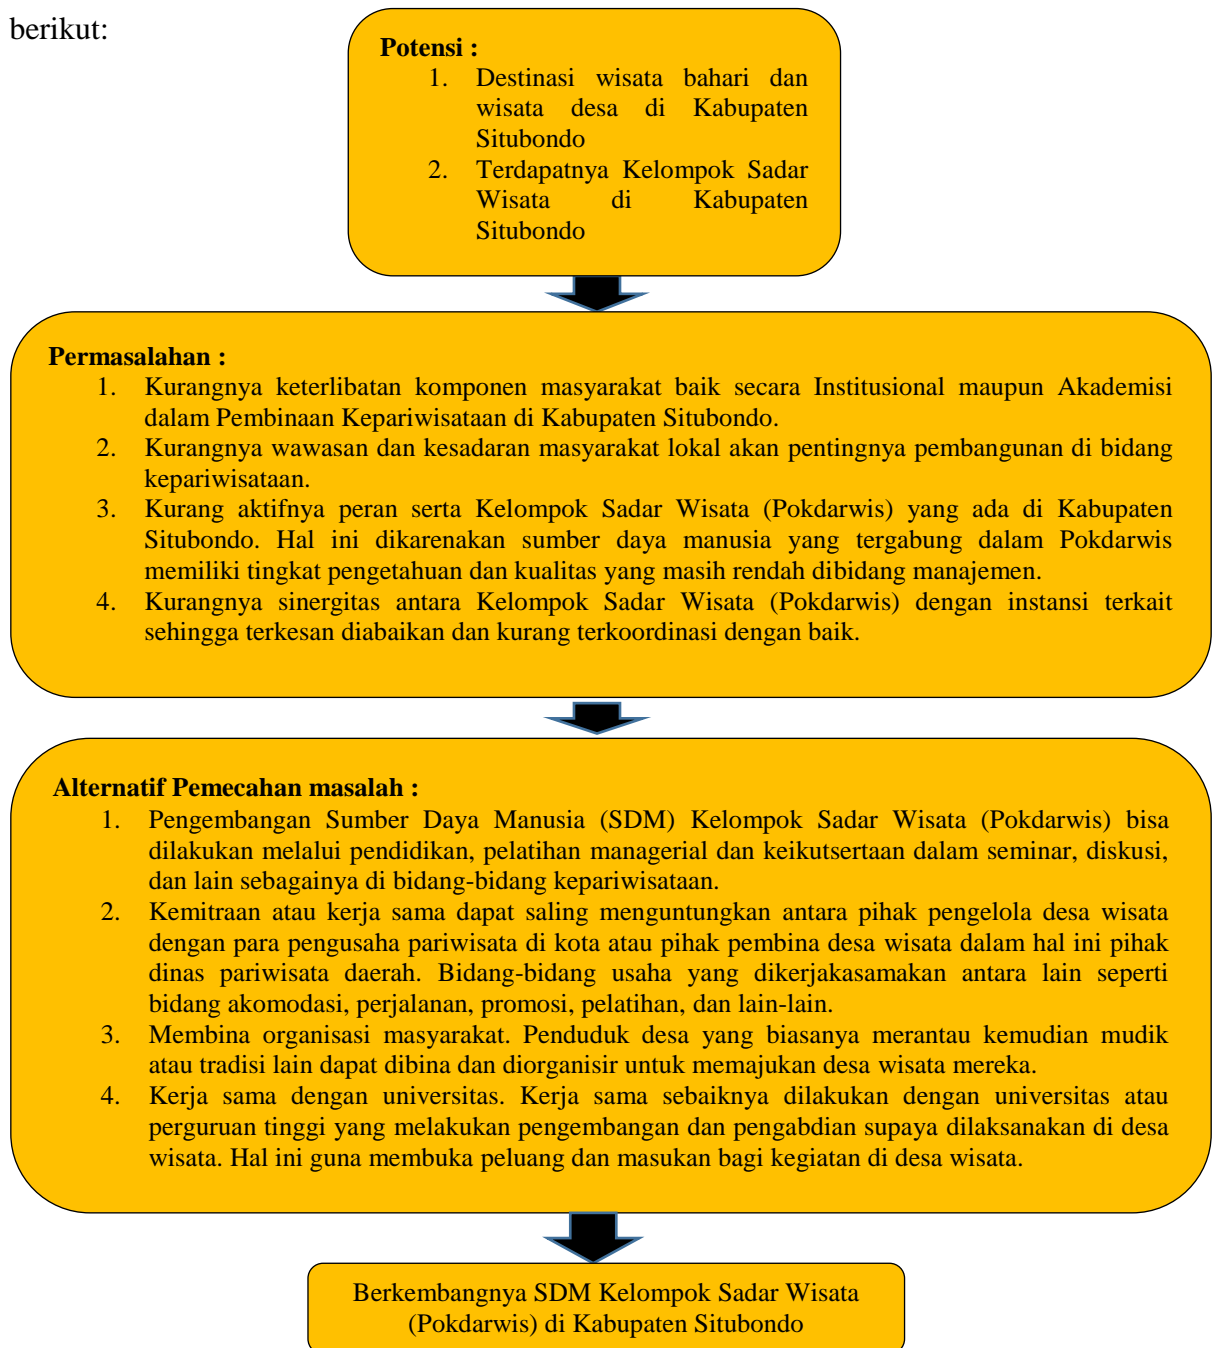 berikut:
Potensi :
1. Destinasi wisata bahari dan
wisata desa di Kabupaten
Situbondo
2. Terdapatnya Kelompok Sadar
Wisata di Kabupaten
Situbondo
Permasalahan :
1. Kurangnya keterlibatan komponen masyarakat baik secara Institusional maupun Akademisi
dalam Pembinaan Kepariwisataan di Kabupaten Situbondo.
2. Kurangnya wawasan dan kesadaran masyarakat lokal akan pentingnya pembangunan di bidang
kepariwisataan.
3. Kurang aktifnya peran serta Kelompok Sadar Wisata (Pokdarwis) yang ada di Kabupaten
Situbondo. Hal ini dikarenakan sumber daya manusia yang tergabung dalam Pokdarwis
memiliki tingkat pengetahuan dan kualitas yang masih rendah dibidang manajemen.
4. Kurangnya sinergitas antara Kelompok Sadar Wisata (Pokdarwis) dengan instansi terkait
sehingga terkesan diabaikan dan kurang terkoordinasi dengan baik.
Alternatif Pemecahan masalah :
1. Pengembangan Sumber Daya Manusia (SDM) Kelompok Sadar Wisata (Pokdarwis) bisa
dilakukan melalui pendidikan, pelatihan managerial dan keikutsertaan dalam seminar, diskusi,
dan lain sebagainya di bidang-bidang kepariwisataan.
2. Kemitraan atau kerja sama dapat saling menguntungkan antara pihak pengelola desa wisata
dengan para pengusaha pariwisata di kota atau pihak pembina desa wisata dalam hal ini pihak
dinas pariwisata daerah. Bidang-bidang usaha yang dikerjakasamakan antara lain seperti
bidang akomodasi, perjalanan, promosi, pelatihan, dan lain-lain.
3. Membina organisasi masyarakat. Penduduk desa yang biasanya merantau kemudian mudik
atau tradisi lain dapat dibina dan diorganisir untuk memajukan desa wisata mereka.
4. Kerja sama dengan universitas. Kerja sama sebaiknya dilakukan dengan universitas atau
perguruan tinggi yang melakukan pengembangan dan pengabdian supaya dilaksanakan di desa
wisata. Hal ini guna membuka peluang dan masukan bagi kegiatan di desa wisata.
Berkembangnya SDM Kelompok Sadar Wisata
(Pokdarwis) di Kabupaten Situbondo